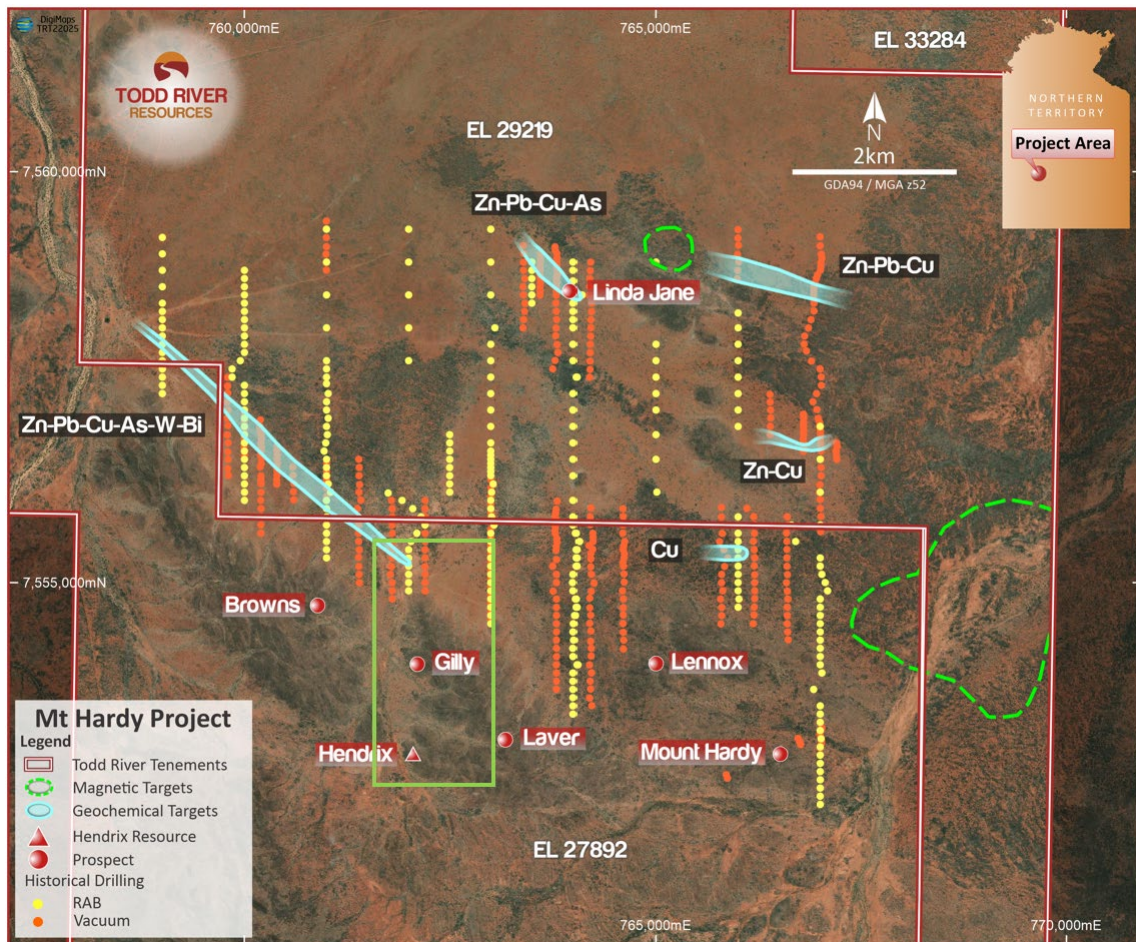 DigiMaps
TRT22025
760,000mE
765,000mE
EL 33284
TODD RIVER
RESOURCES
NORTHERN
TERRITORY
Project Area
EL 29219
N
2km
GDA94 / MGA z52
7,560,000mN
Zn-Pb-Cu-As
Zn-Pb-Cu
Linda Jane
Zn-Pb-Cu-As-W-Bi
Zn-Cu
Cu
7,555,000mN
Browns
Gilly
Lennox
Laver
Hendrix
Mount Hardy
Mt Hardy Project
Legend
Todd River Tenements
Magnetic Targets
Geochemical Targets
Hendrix Resource
Prospect
Historical Drilling
RAB
Vacuum
EL 27892
765,000mE
770,000mE